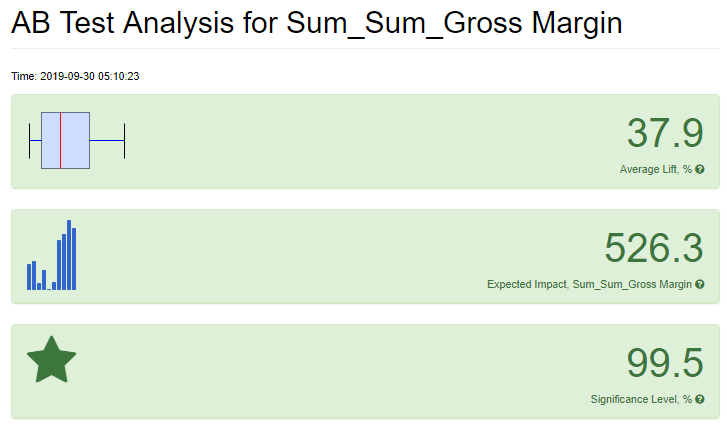 AB Test Analysis for Sum_Sum_Gross Margin
Time: 2019-09-30 05:10:23
37.9
Average Lift, %
526.3
Expected Impact, Sum_Sum_Gross Margin
99.5
Significance Level, %